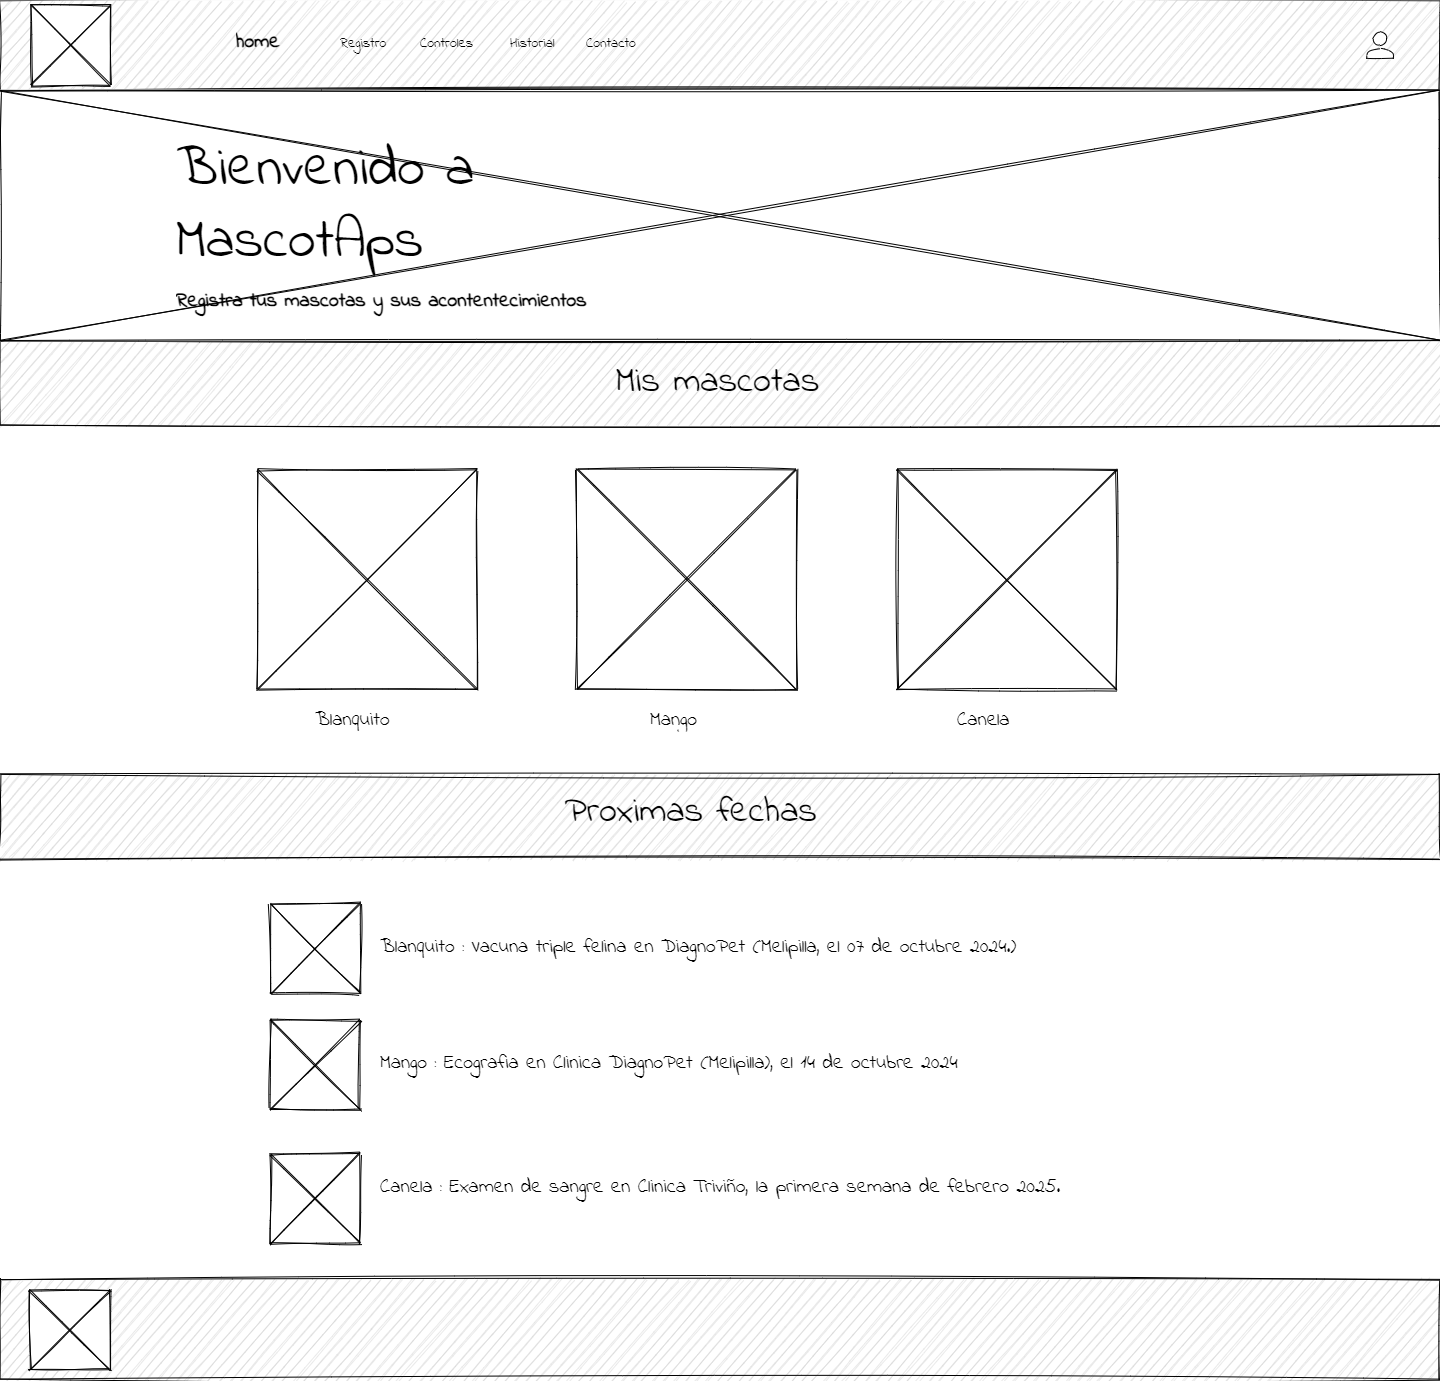 home Registro Controles Historial Contacto
Bienvenido a
MascotAps
Registra tus mascotas y sus acontentecimientos
Mis mascotas
Blanquito Mango Canela
Proximas fechas
Blanquito : Vacuna triple felina en DiagnoPet (Melipilla, el 07 de octubre 2024.)
Mango : Ecografia en Clinica DiagnoPet (Melipilla), el 14 de octubre 2024
Canela : Examen de sangre en Clinica Triviño, la primera semana de febrero 2025.